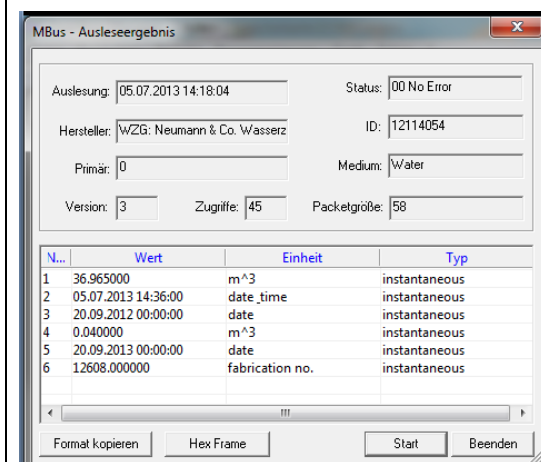 MBus - Ausleseergebnis
Auslesung: 05.07.2013 14:18:04 Status: 00 No Error
Hersteller: WZG: Neumann & Co. Wasserz ID: 12114054
Primär: 0 Medium: Water
Version: 3 Zugriffe: 45 Packetgröße: 58
N... Wert Einheit Typ
1 36.965000 m^3 instantaneous
2 05.07.2013 14:36:00 date_time instantaneous
3 20.09.2012 00:00:00 date instantaneous
4 0.040000 m^3 instantaneous
5 20.09.2013 00:00:00 date instantaneous
6 12608.000000 fabrication no. instantaneous
Format kopieren Hex Frame Start Beenden